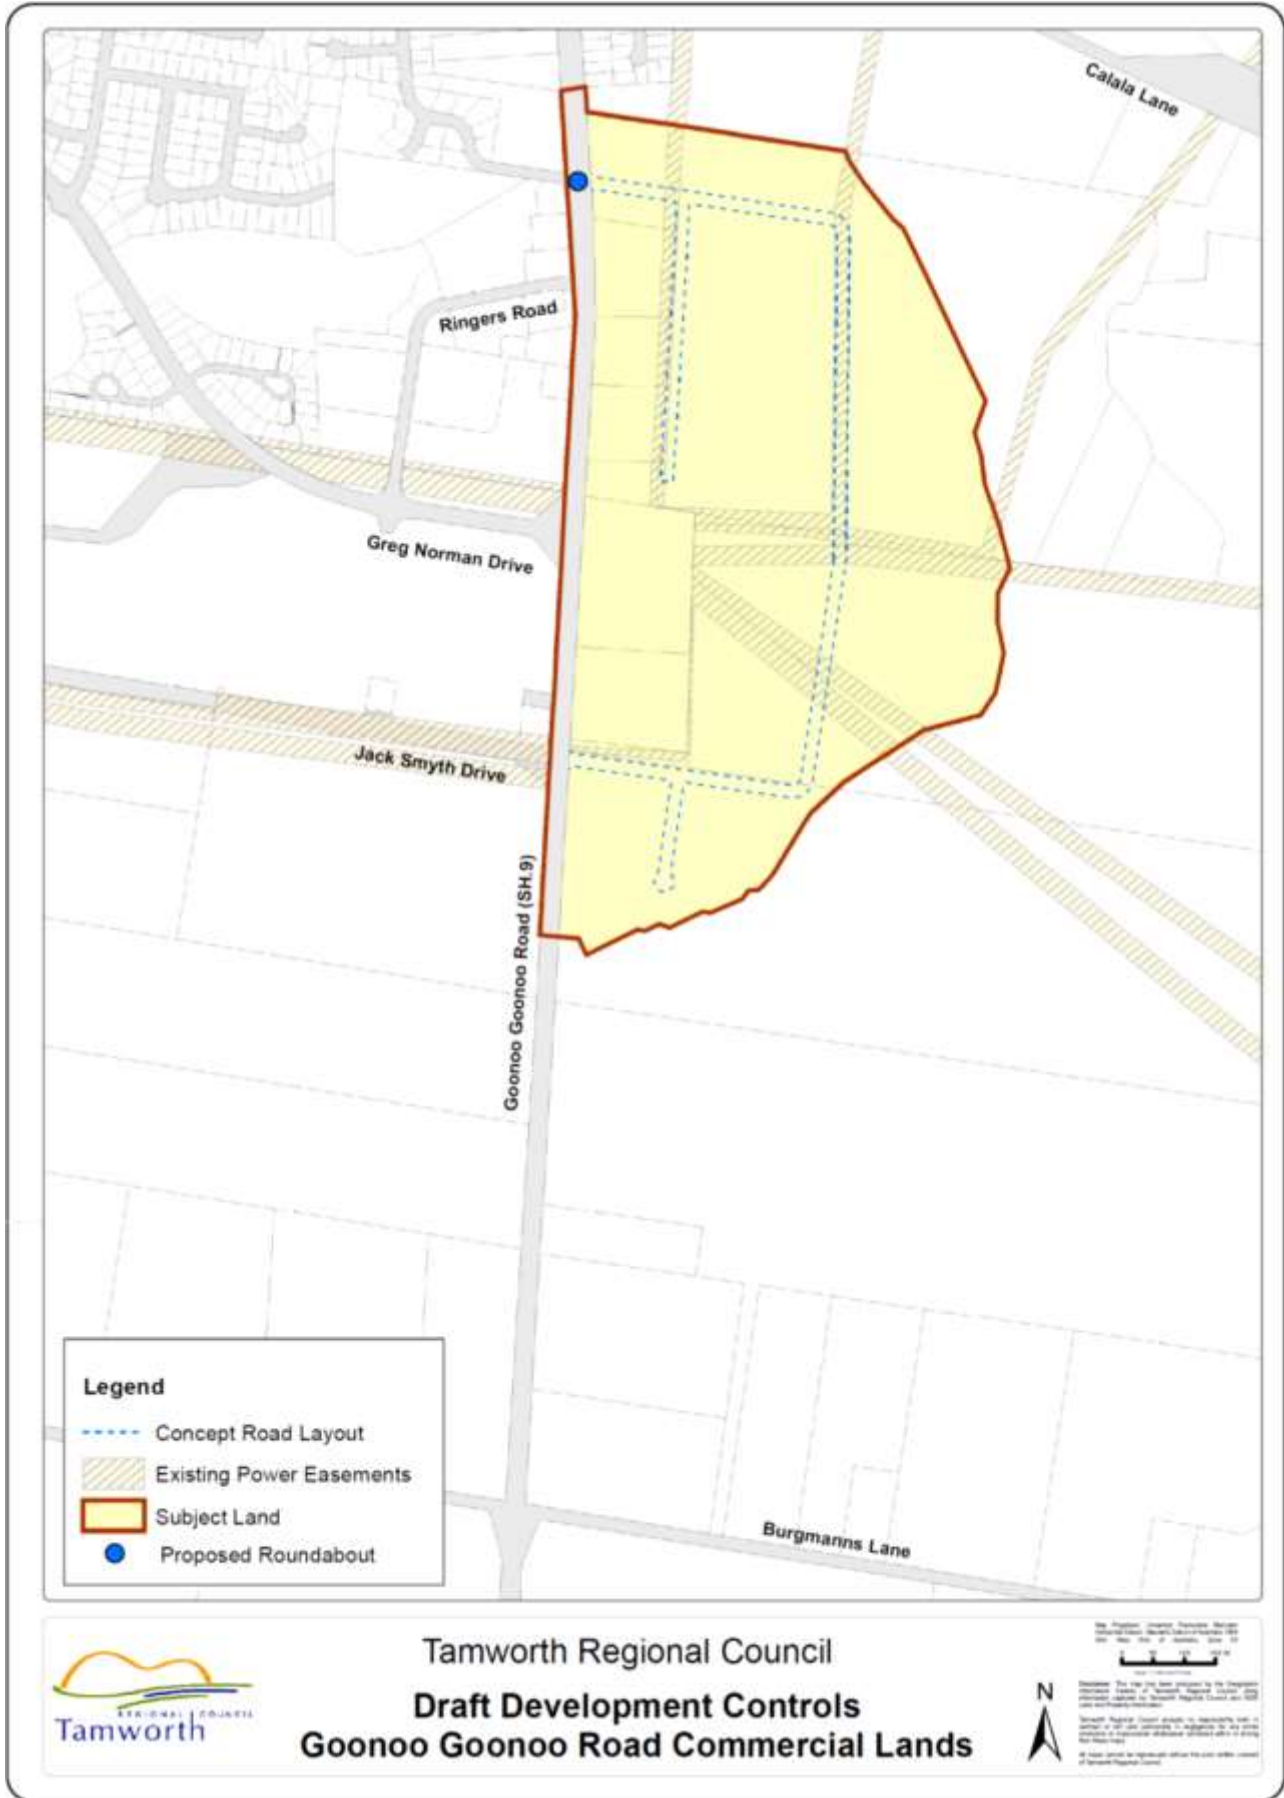 Calala Lane
Ringers Road
Greg Norman Drive
Jack Smyth Drive
Goonoo Goonoo Road (SH.9)
Burgmanns Lane
Legend
Concept Road Layout
Existing Power Easements
Subject Land
Proposed Roundabout
REGIONAL COUNCIL
Tamworth
Tamworth Regional Council
Draft Development Controls
Goonoo Goonoo Road Commercial Lands
N